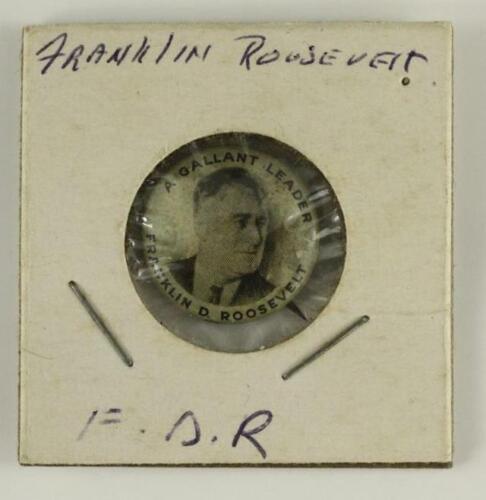 FRANKLIN ROOSEVELT
A GALLANT LEADER
FRANKLIN D. ROOSEVELT
F.D.R